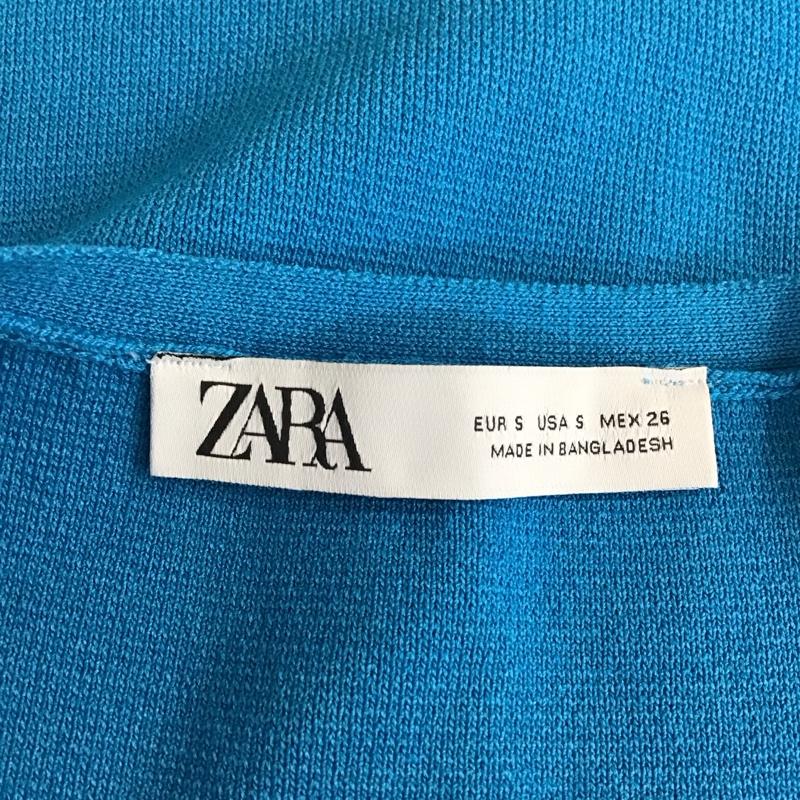 ZARA
EUR S USA S MEX 26
MADE IN BANGLADESH